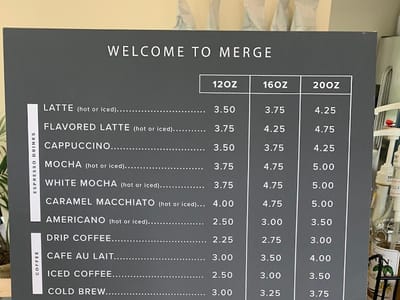 WELCOME TO MERGE
12OZ 16OZ 20OZ
ESPRESSO DRINKS
LATTE (hot or iced) 3.50 3.75 4.25
FLAVORED LATTE (hot or iced) 3.75 4.25 4.75
CAPPUCCINO 3.50 3.75 4.25
MOCHA (hot or iced) 3.75 4.75 5.00
WHITE MOCHA (hot or iced) 3.75 4.75 5.00
CARAMEL MACCHIATO (hot or iced) 4.00 4.75 5.00
AMERICANO (hot or iced) 2.50 3.00 3.50
COFFEE
DRIP COFFEE 2.25 2.75 3.00
CAFE AU LAIT 3.00 3.50 4.00
ICED COFFEE 2.50 3.00 3.50
COLD BREW 3.00 3.25 3.75